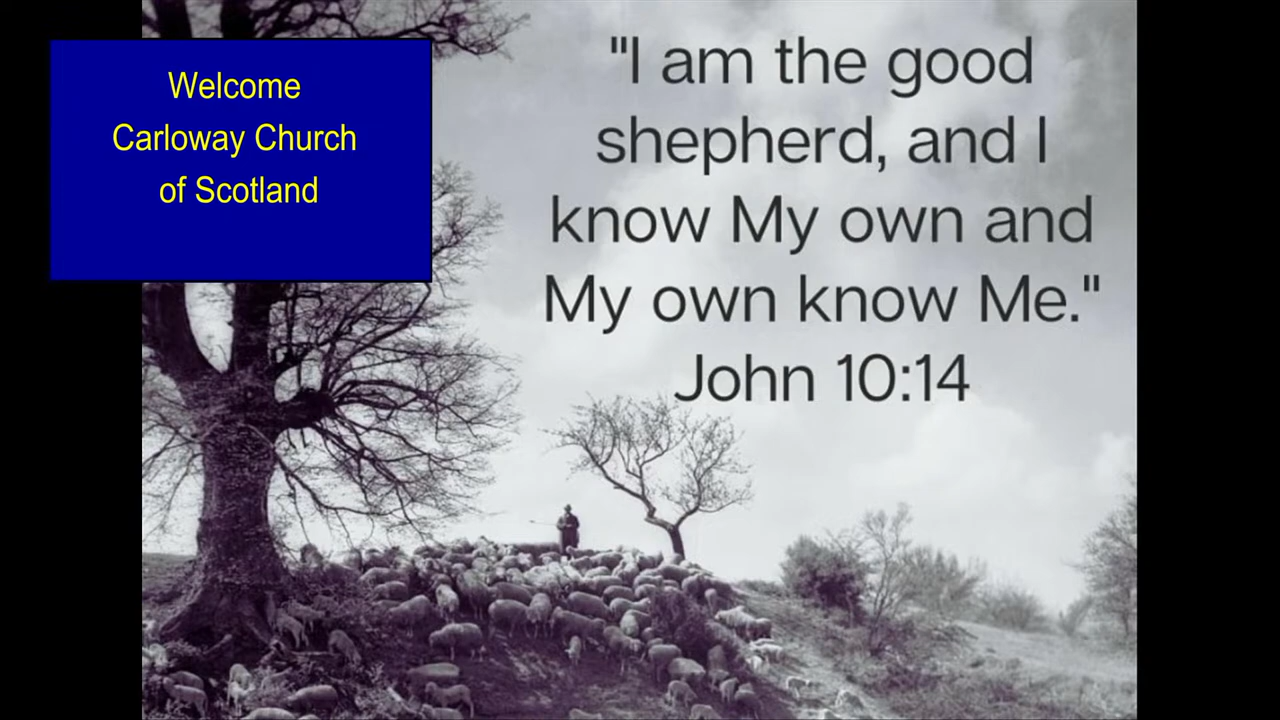 Welcome
Carloway Church
of Scotland
"I am the good
shepherd, and I
know My own and
My own know Me."
John 10:14